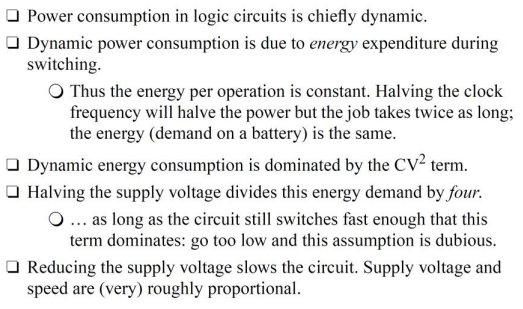 ❑ Power consumption in logic circuits is chiefly dynamic.
❑ Dynamic power consumption is due to energy expenditure during
switching.
❍ Thus the energy per operation is constant. Halving the clock
frequency will halve the power but the job takes twice as long;
the energy (demand on a battery) is the same.
❑ Dynamic energy consumption is dominated by the CV² term.
❑ Halving the supply voltage divides this energy demand by four.
❍ ... as long as the circuit still switches fast enough that this
term dominates: go too low and this assumption is dubious.
❑ Reducing the supply voltage slows the circuit. Supply voltage and
speed are (very) roughly proportional.